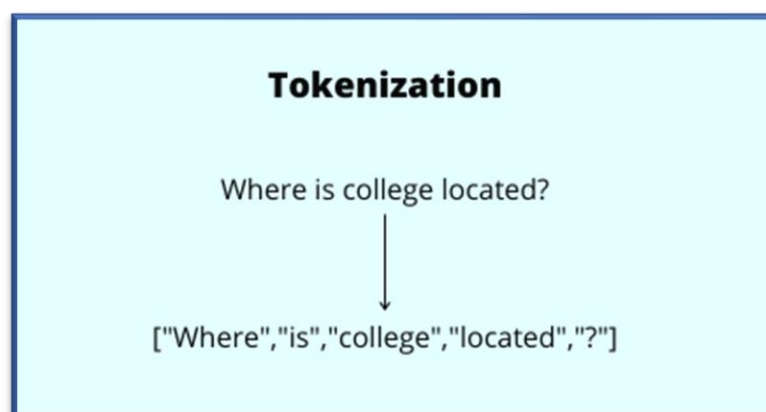 Tokenization
Where is college located?
["Where","is","college","located","?"]